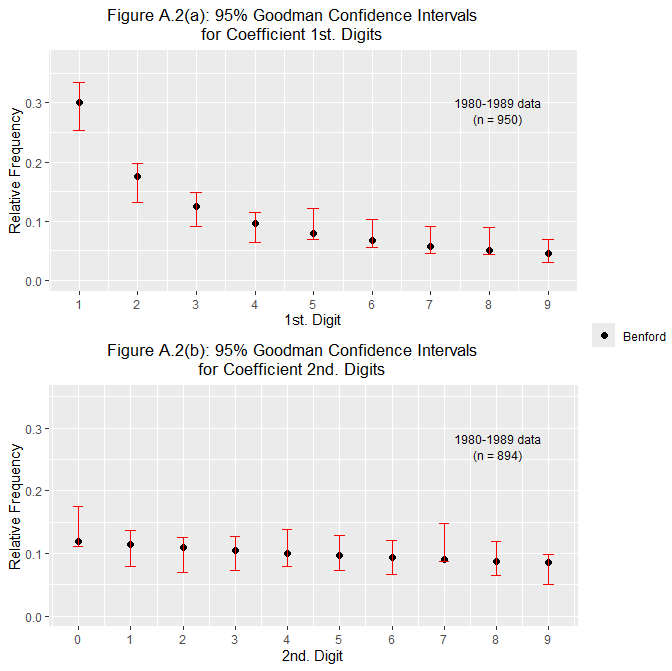 Figure A.2(a): 95% Goodman Confidence Intervals
for Coefficient 1st. Digits
Relative Frequency
0.3
0.2
0.1
0.0
1980-1989 data
(n = 950)
1 2 3 4 5 6 7 8 9
1st. Digit
Benford
Figure A.2(b): 95% Goodman Confidence Intervals
for Coefficient 2nd. Digits
Relative Frequency
0.3
0.2
0.1
0.0
1980-1989 data
(n = 894)
0 1 2 3 4 5 6 7 8 9
2nd. Digit